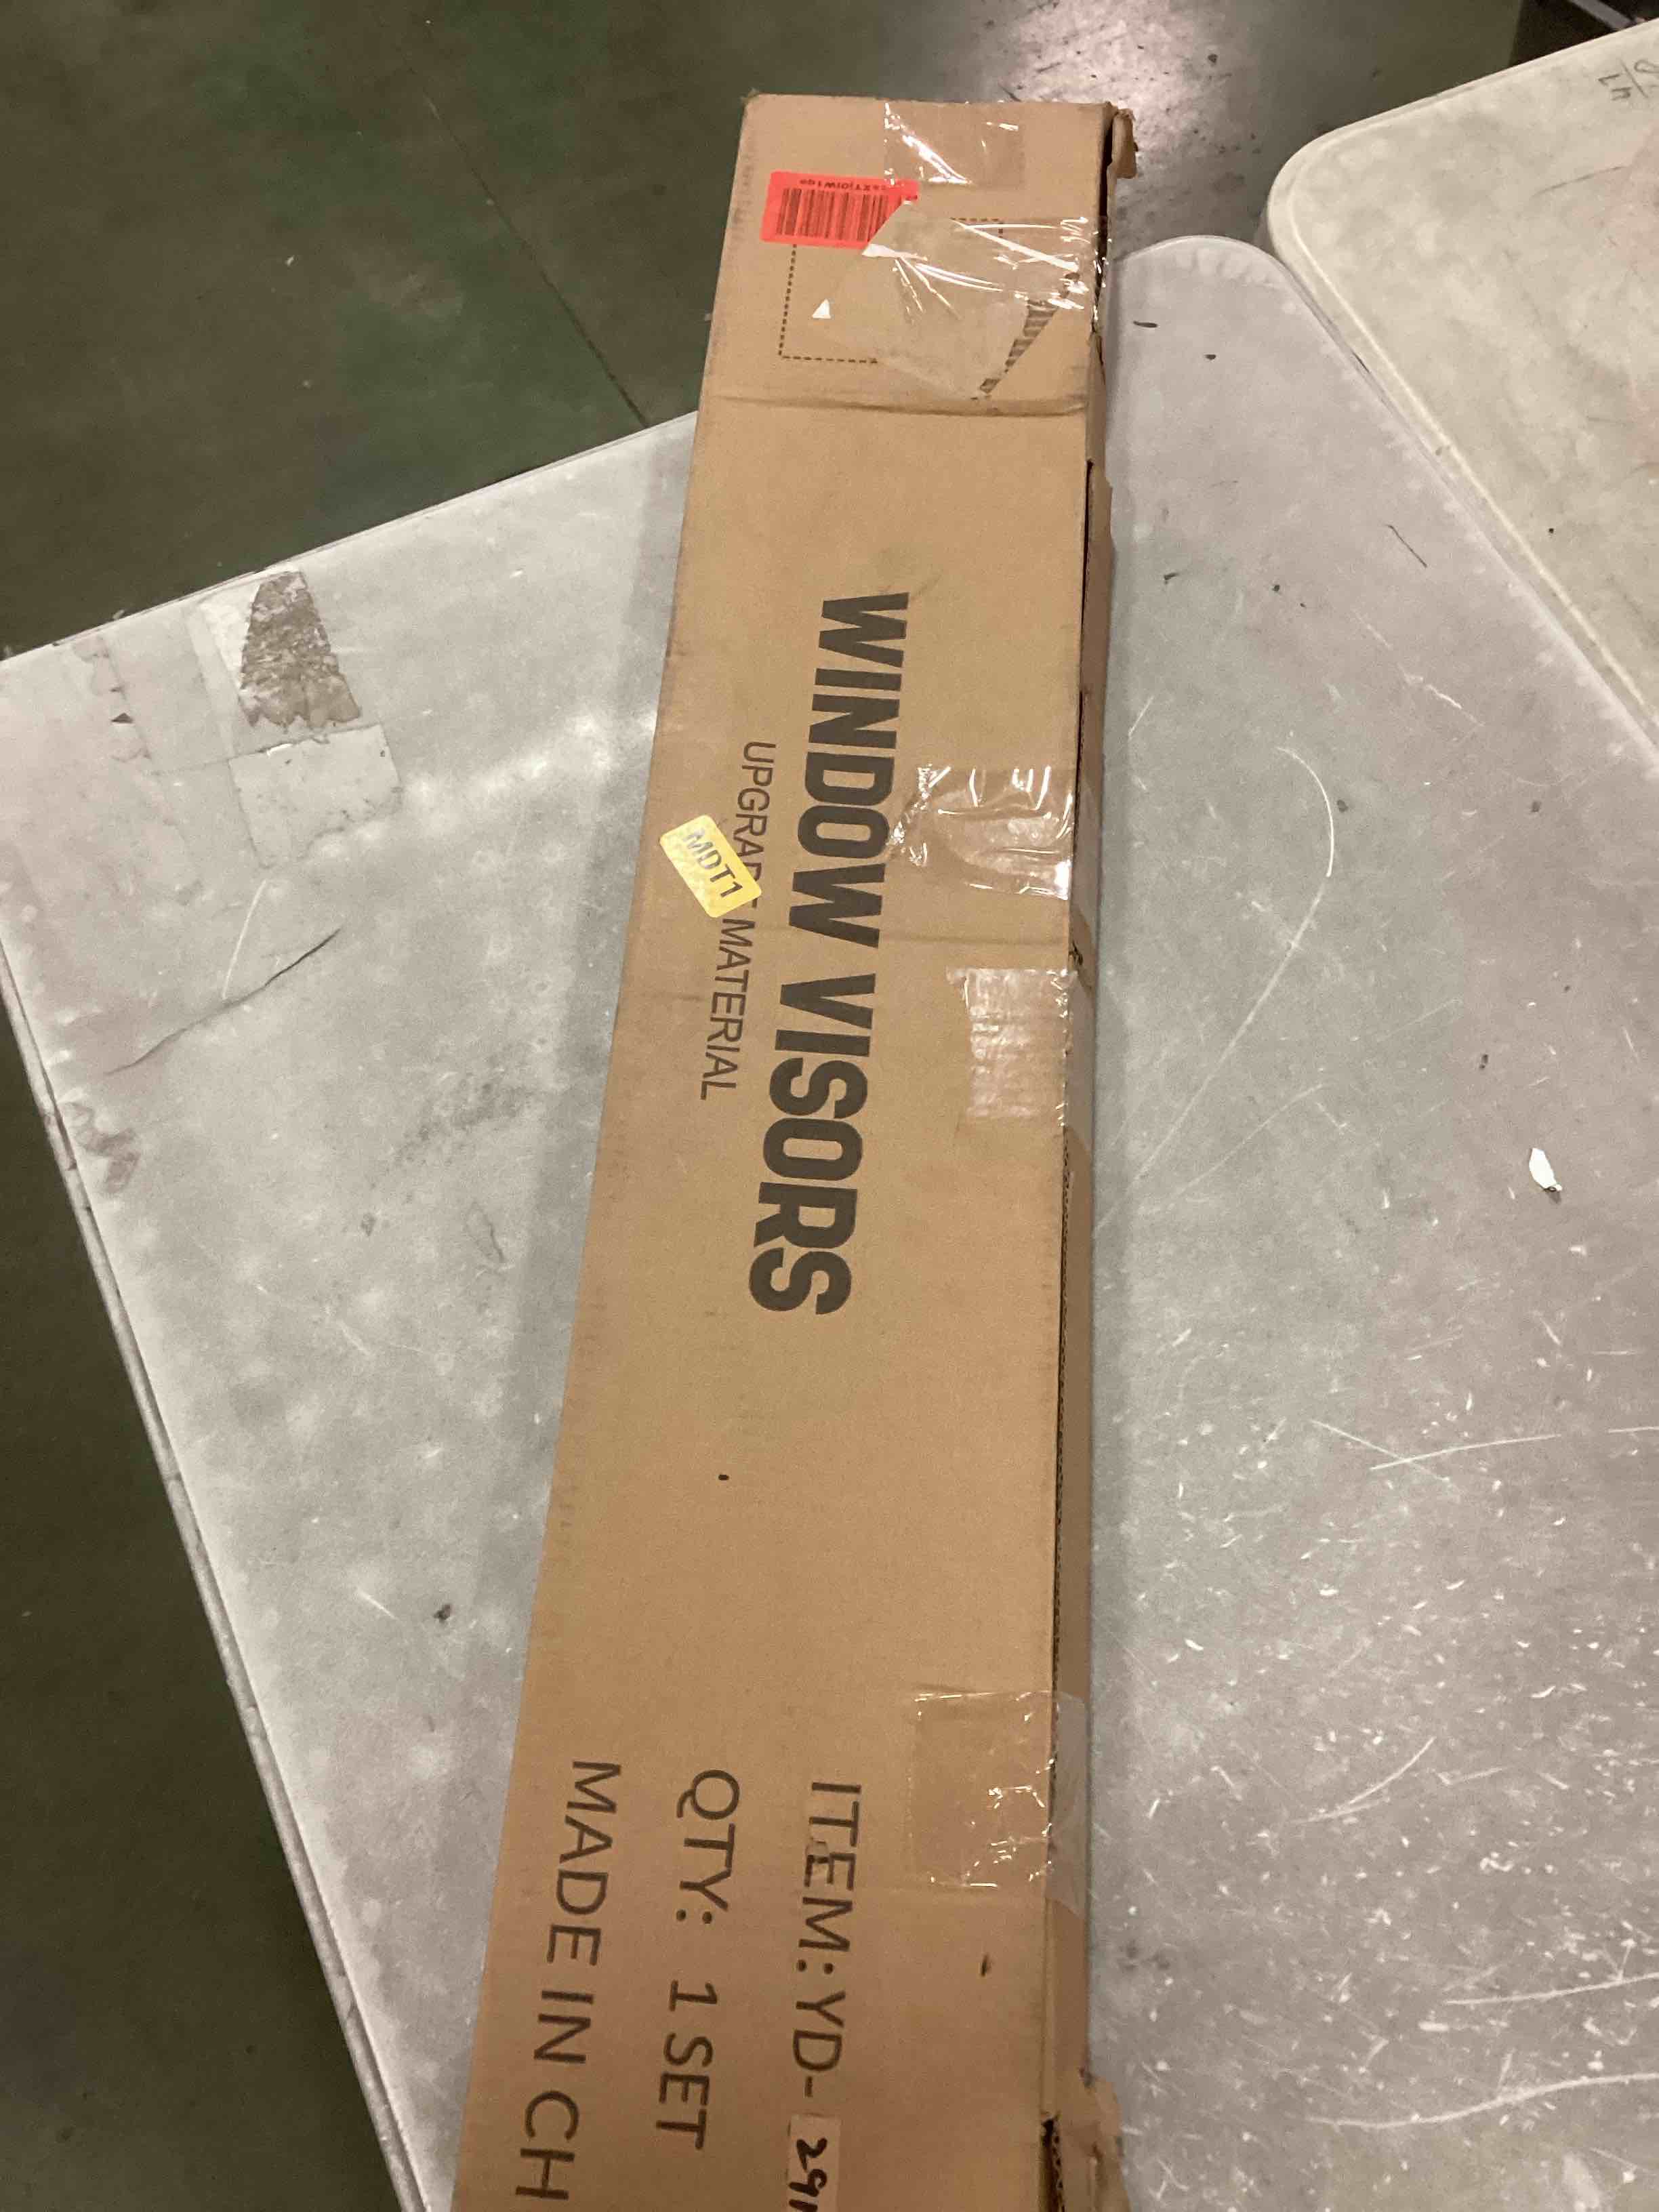 WINDOW VISORS
UPGRADE MATERIAL
MDT1
ITEM: YD-
QTY: 1 SET
MADE IN CH